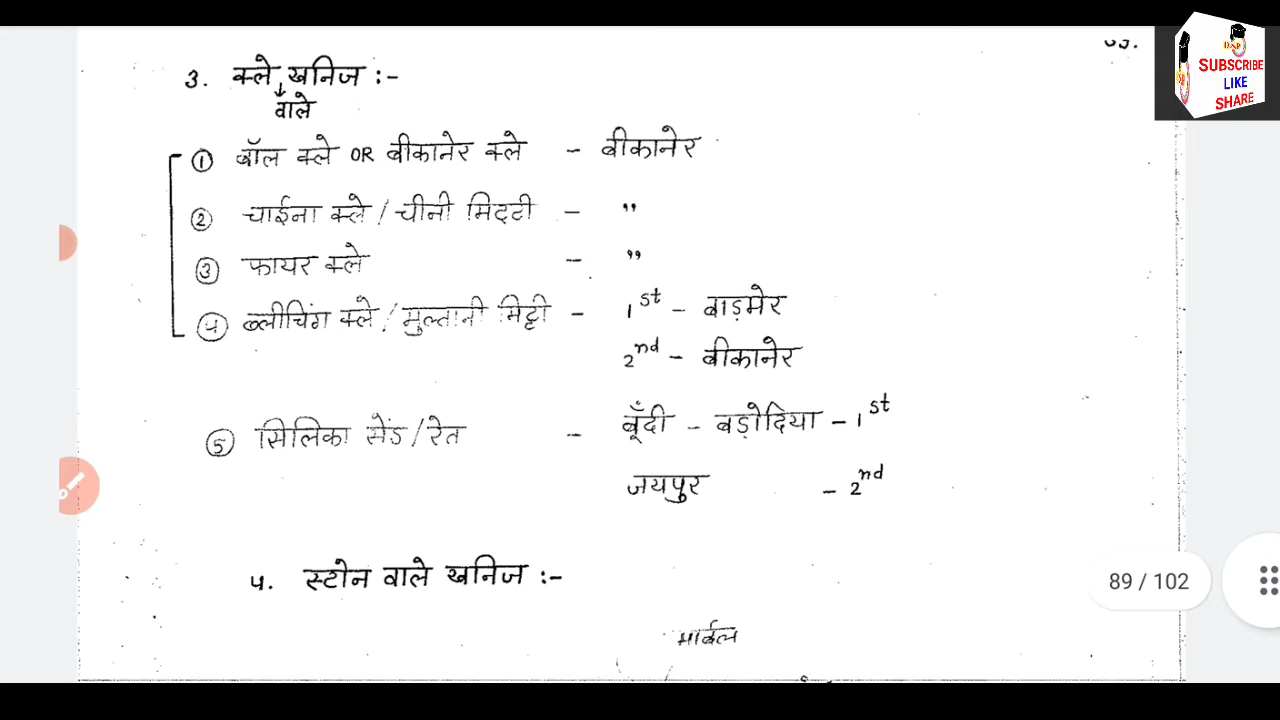 3. क्ले खनिज :-
↓
वाले
① बॉल क्ले OR बीकानेर क्ले - बीकानेर
② चाईना क्ले / चीनी मिट्टी - ,,
③ फायर क्ले - ,,
④ ब्लीचिंग क्ले / मुल्तानी मिट्टी - 1st - बाड़मेर
2nd - बीकानेर
⑤ सिलिका सेंड / रेत - बूँदी - बड़ोदिया - 1st
जयपुर - 2nd
4. स्टोन वाले खनिज :-
मार्बल
89 / 102
SUBSCRIBE
LIKE
SHARE